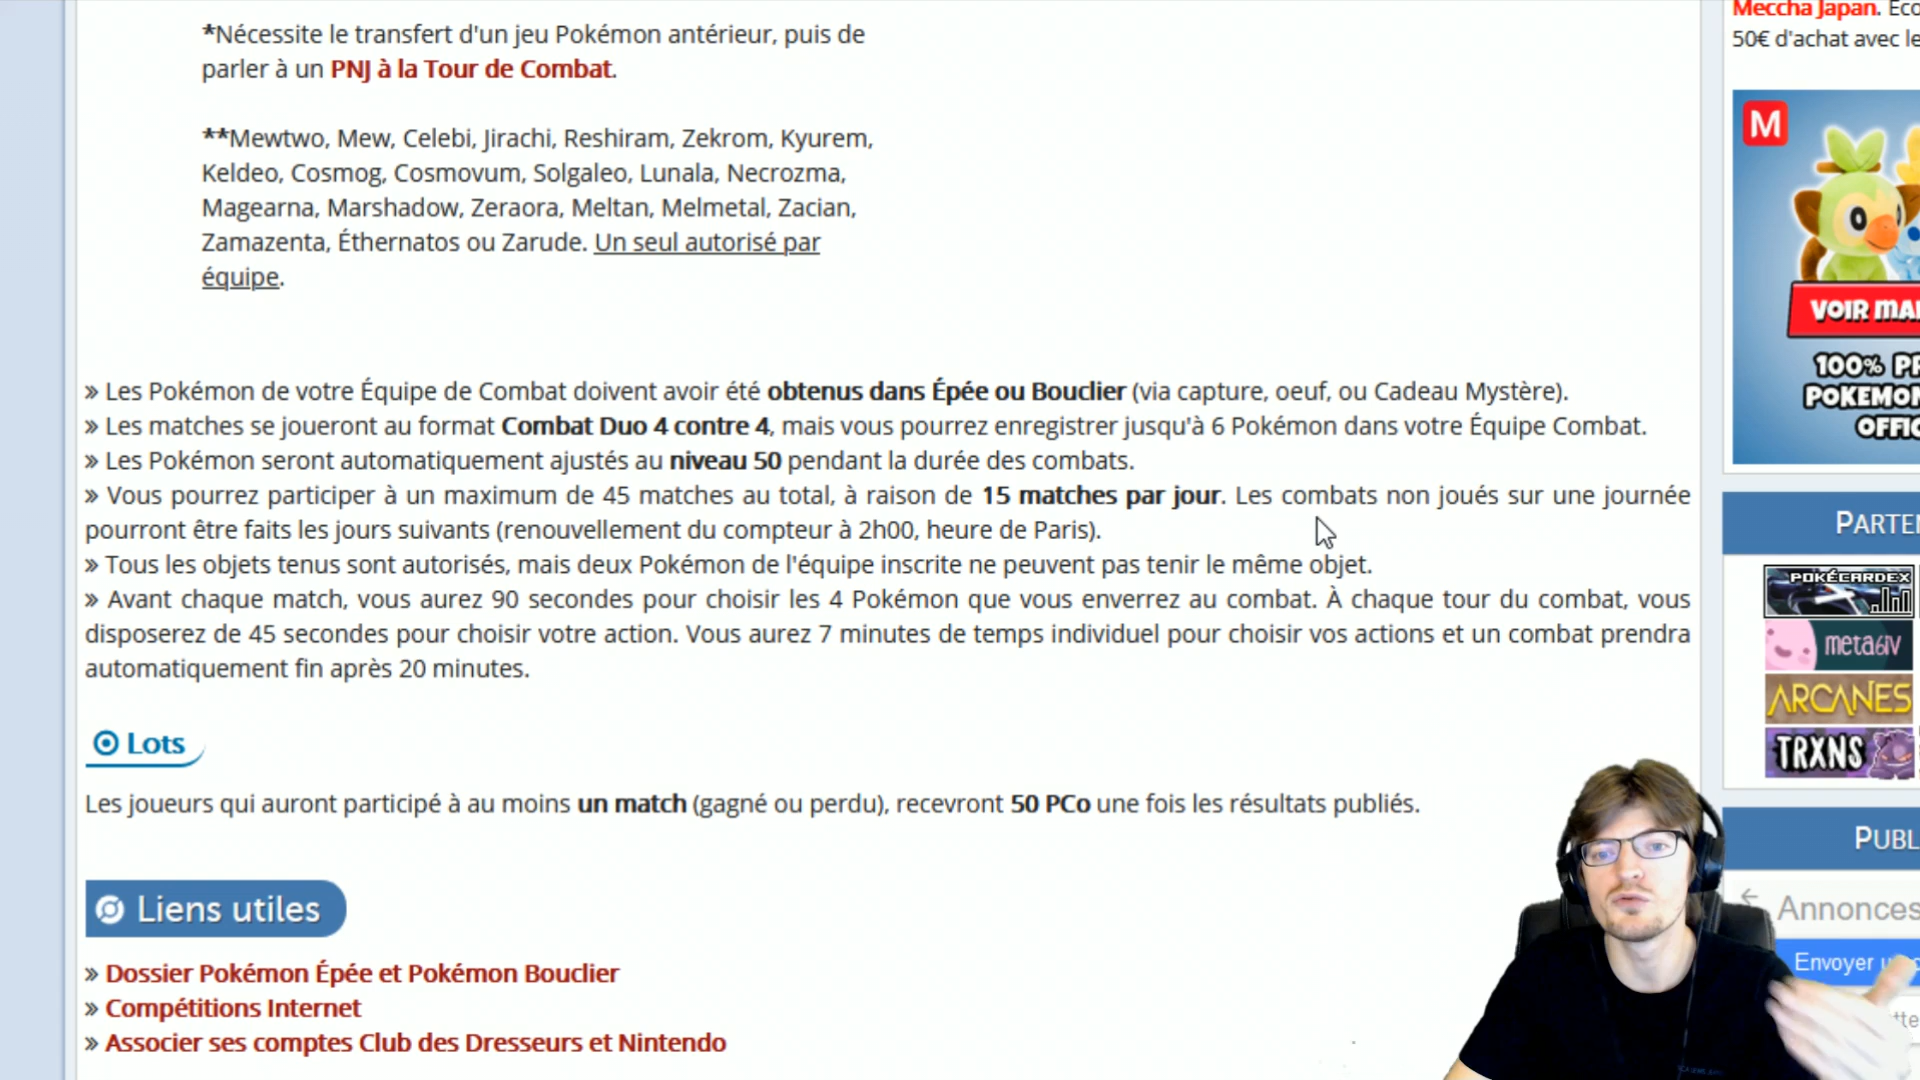 *Nécessite le transfert d'un jeu Pokémon antérieur, puis de
parler à un PNJ à la Tour de Combat.
**Mewtwo, Mew, Celebi, Jirachi, Reshiram, Zekrom, Kyurem,
Keldeo, Cosmog, Cosmovum, Solgaleo, Lunala, Necrozma,
Magearna, Marshadow, Zeraora, Meltan, Melmetal, Zacian,
Zamazenta, Éthernatos ou Zarude. Un seul autorisé par
équipe.
» Les Pokémon de votre Équipe de Combat doivent avoir été obtenus dans Épée ou Bouclier (via capture, oeuf, ou Cadeau Mystère).
» Les matches se joueront au format Combat Duo 4 contre 4, mais vous pourrez enregistrer jusqu'à 6 Pokémon dans votre Équipe Combat.
» Les Pokémon seront automatiquement ajustés au niveau 50 pendant la durée des combats.
» Vous pourrez participer à un maximum de 45 matches au total, à raison de 15 matches par jour. Les combats non joués sur une journée
pourront être faits les jours suivants (renouvellement du compteur à 2h00, heure de Paris).
» Tous les objets tenus sont autorisés, mais deux Pokémon de l'équipe inscrite ne peuvent pas tenir le même objet.
» Avant chaque match, vous aurez 90 secondes pour choisir les 4 Pokémon que vous enverrez au combat. À chaque tour du combat, vous
disposerez de 45 secondes pour choisir votre action. Vous aurez 7 minutes de temps individuel pour choisir vos actions et un combat prendra
automatiquement fin après 20 minutes.
Lots
Les joueurs qui auront participé à au moins un match (gagné ou perdu), recevront 50 PCo une fois les résultats publiés.
Liens utiles
» Dossier Pokémon Épée et Pokémon Bouclier
» Compétitions Internet
» Associer ses comptes Club des Dresseurs et Nintendo
Meccha Japan. Eco
50€ d'achat avec le
M
VOIR MA
100% PR
POKEMON
OFFIC
PARTEN
POKÉCARDEX
meta6iv
ARCANES
TRXNS
PUBL
Annonces
Envoyer